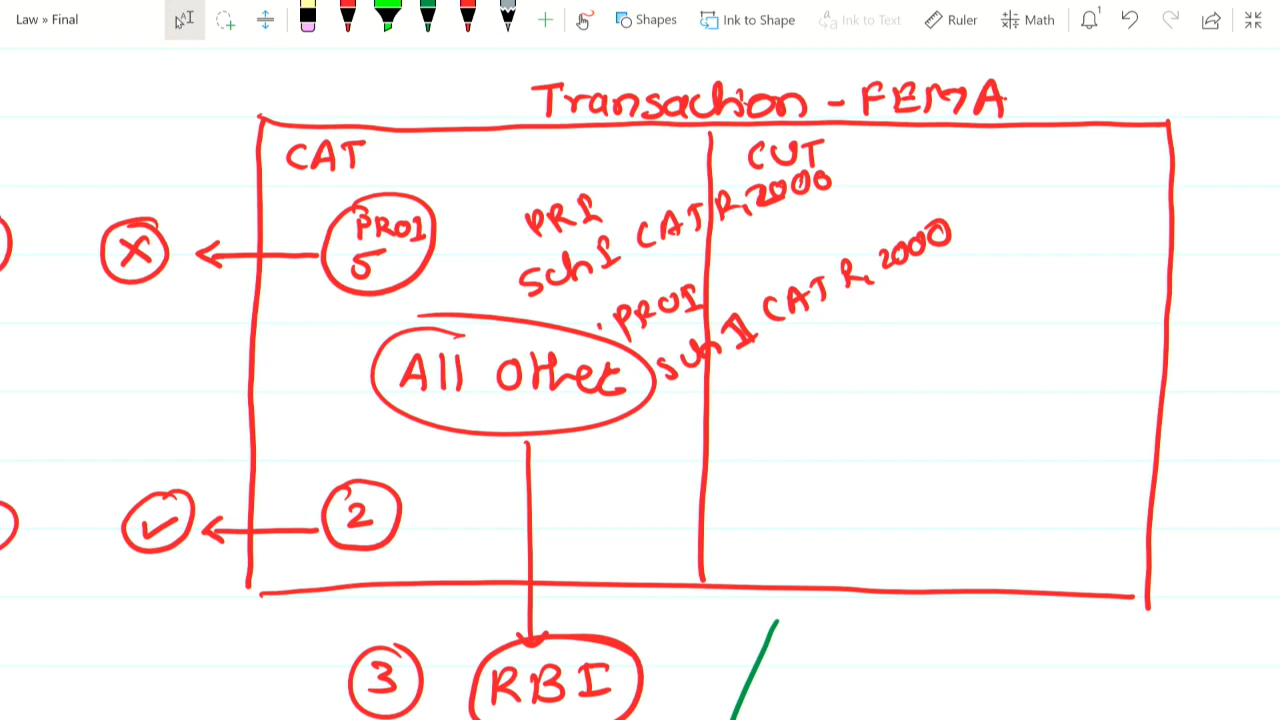 Law » Final
Shapes
Ink to Shape
Ink to Text
Ruler
Math
1
Transaction - FEMA
CAT
CUT
PROI
5
X
PRI
Sch I CAT R, 2000
PROI
Sch II CAT R, 2000
All Other
2
3
RBI